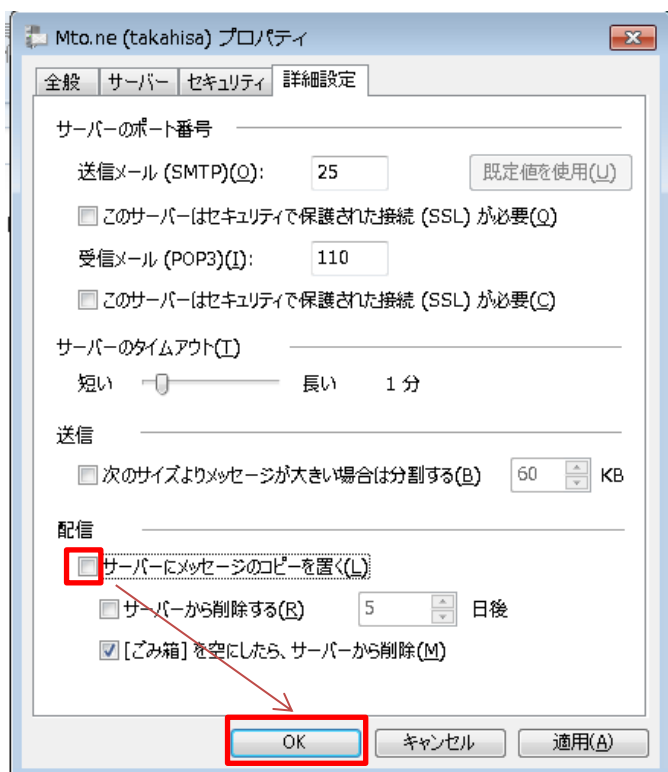 Mto.ne (takahisa) プロパティ
全般 サーバー セキュリティ 詳細設定
サーバーのポート番号
送信メール (SMTP)(O): 25 既定値を使用(U)
このサーバーはセキュリティで保護された接続 (SSL) が必要(Q)
受信メール (POP3)(I): 110
このサーバーはセキュリティで保護された接続 (SSL) が必要(C)
サーバーのタイムアウト(T)
短い 長い 1 分
送信
次のサイズよりメッセージが大きい場合は分割する(B) 60 KB
配信
サーバーにメッセージのコピーを置く(L)
サーバーから削除する(R) 5 日後
[ごみ箱] を空にしたら、サーバーから削除(M)
OK キャンセル 適用(A)